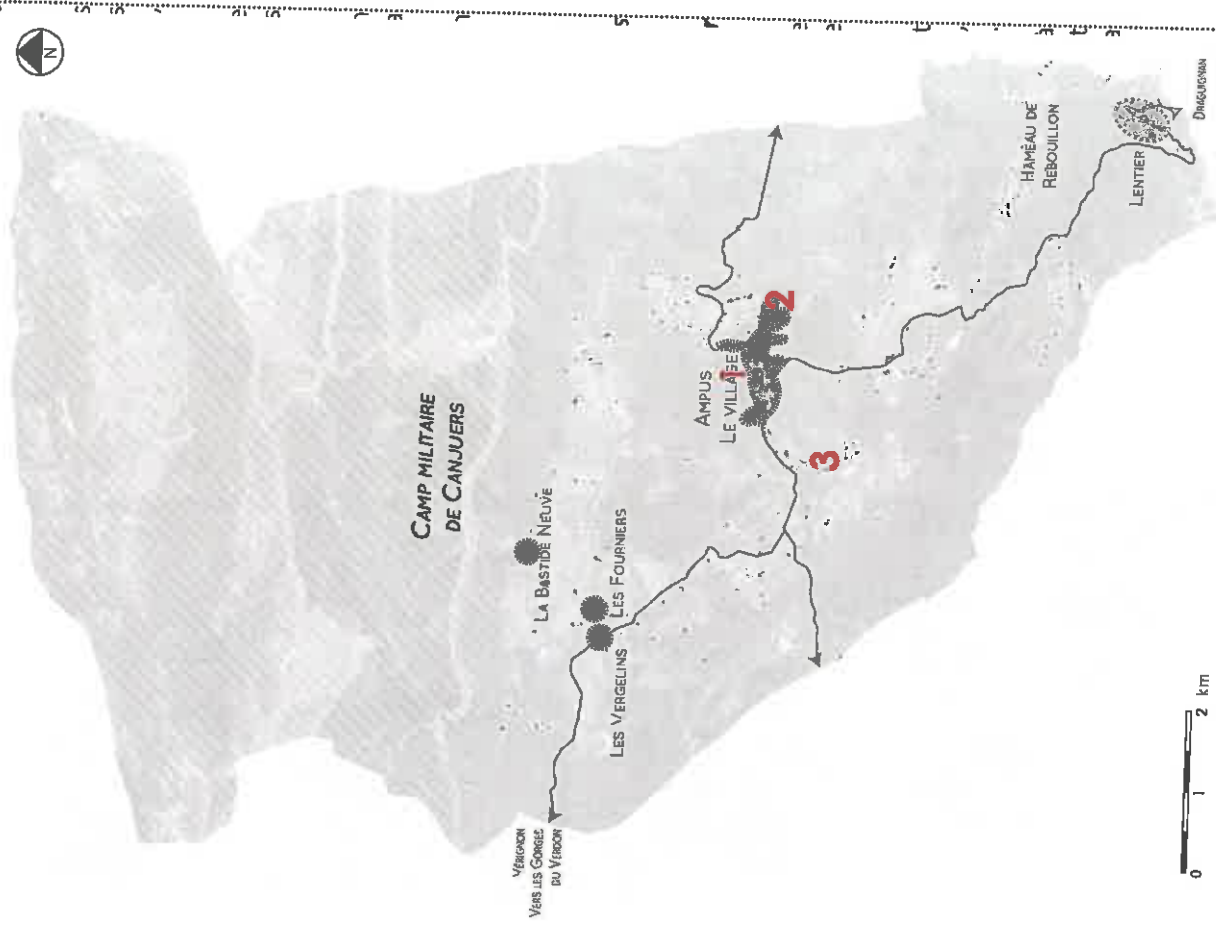 N
CAMP MILITAIRE
DE CANJUERS
LA BASTIDE NEUVE
LES FOURNIERS
LES VERGELINS
VÉRIGNON
VERS LES GORGES
DU VERDON
AMPUS
LE VILLAGE
1
2
3
HAMEAU DE
REBOUILLON
LENTIER
DRAGUIGNAN
0 1 2 km